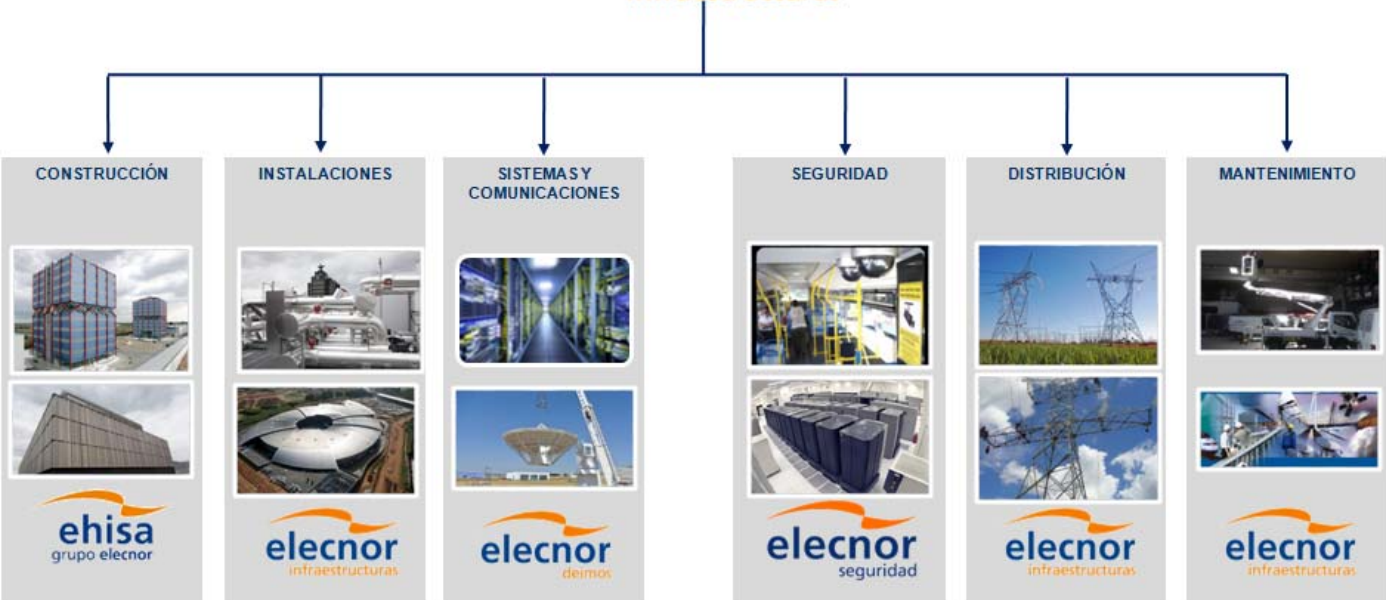 CONSTRUCCIÓN
INSTALACIONES
SISTEMAS Y
COMUNICACIONES
SEGURIDAD
DISTRIBUCIÓN
MANTENIMIENTO
ehisa
grupo elecnor
elecnor
infraestructuras
elecnor
deimos
elecnor
seguridad
elecnor
infraestructuras
elecnor
infraestructuras